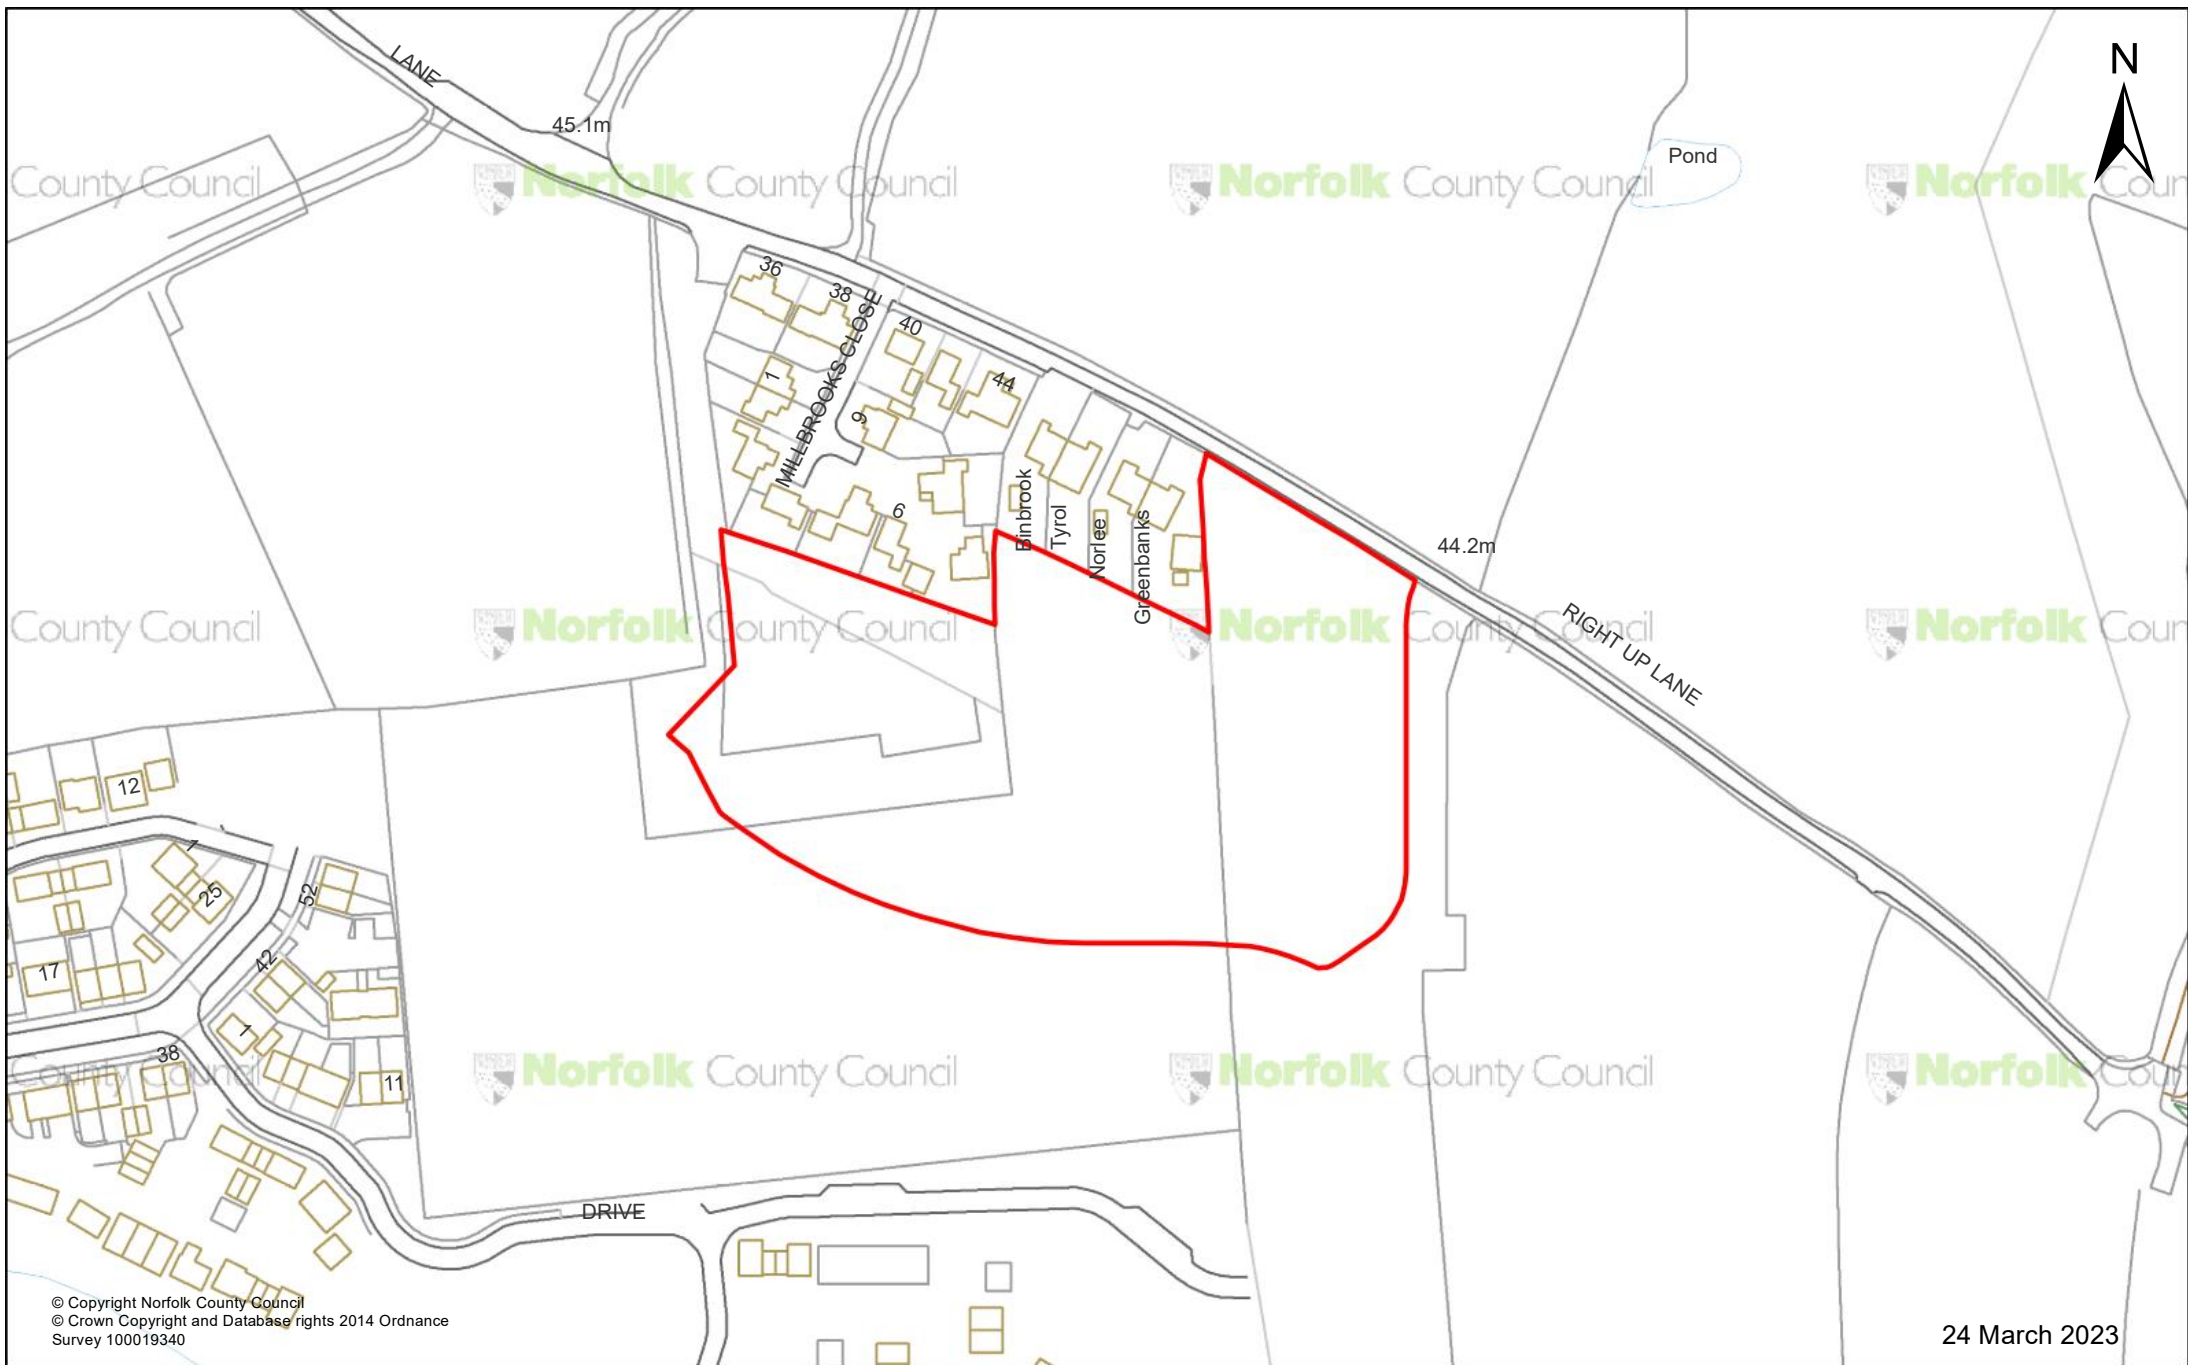 LANE
45.1m
N
Pond
County Council
Norfolk County Council
Norfolk County Council
Norfolk Coun
36
38
MILLBROOKS CLOSE
40
44
1
9
6
Binbrook
Tyrol
Norlee
Greenbanks
44.2m
RIGHT UP LANE
County Council
Norfolk County Council
Norfolk County Council
Norfolk Coun
12
1
25
52
17
42
1
38
11
County Council
Norfolk County Council
Norfolk County Council
Norfolk Coun
DRIVE
© Copyright Norfolk County Council
© Crown Copyright and Database rights 2014 Ordnance
Survey 100019340
24 March 2023